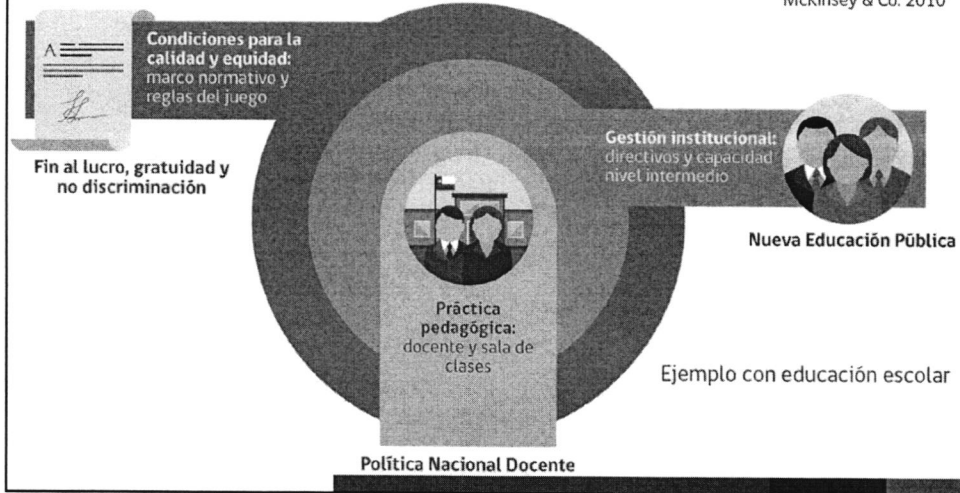 McKinsey & Co. 2010
Condiciones para la
calidad y equidad:
marco normativo y
reglas del juego
Fin al lucro, gratuidad y
no discriminación
Gestión institucional:
directivos y capacidad
nivel intermedio
Nueva Educación Pública
Práctica
pedagógica:
docente y sala de
clases
Ejemplo con educación escolar
Política Nacional Docente